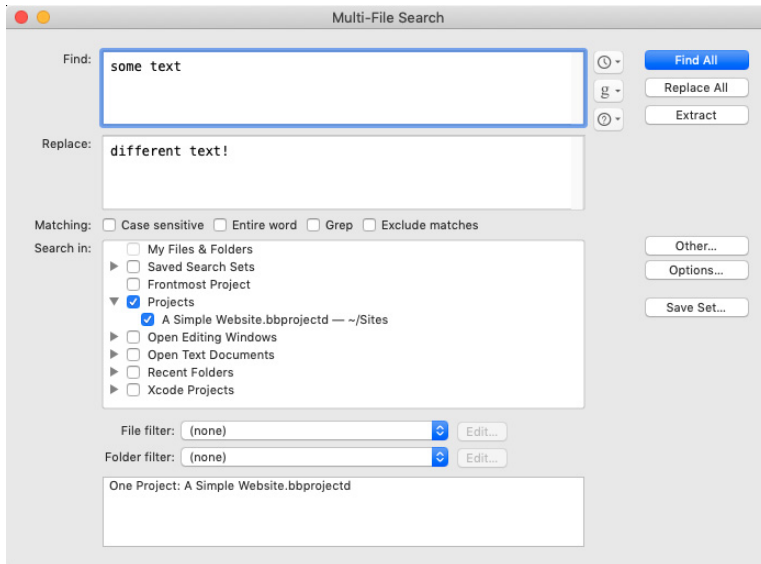 Multi-File Search
Find:
some text
g
?
Find All
Replace All
Extract
Replace:
different text!
Matching:
Case sensitive
Entire word
Grep
Exclude matches
Search in:
My Files & Folders
Saved Search Sets
Frontmost Project
Projects
A Simple Website.bbprojectd — ~/Sites
Open Editing Windows
Open Text Documents
Recent Folders
Xcode Projects
Other...
Options...
Save Set...
File filter:
(none)
Edit...
Folder filter:
(none)
Edit...
One Project: A Simple Website.bbprojectd